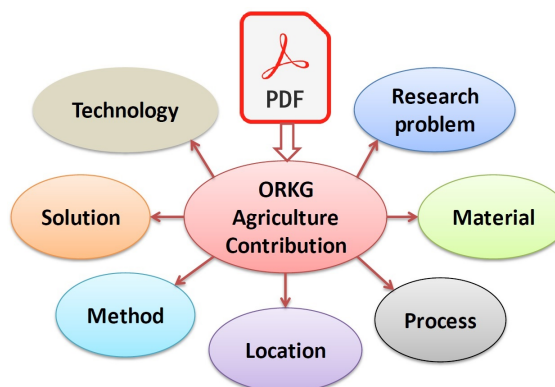 PDF
Technology
Research
problem
ORKG
Agriculture
Contribution
Solution
Material
Method
Process
Location